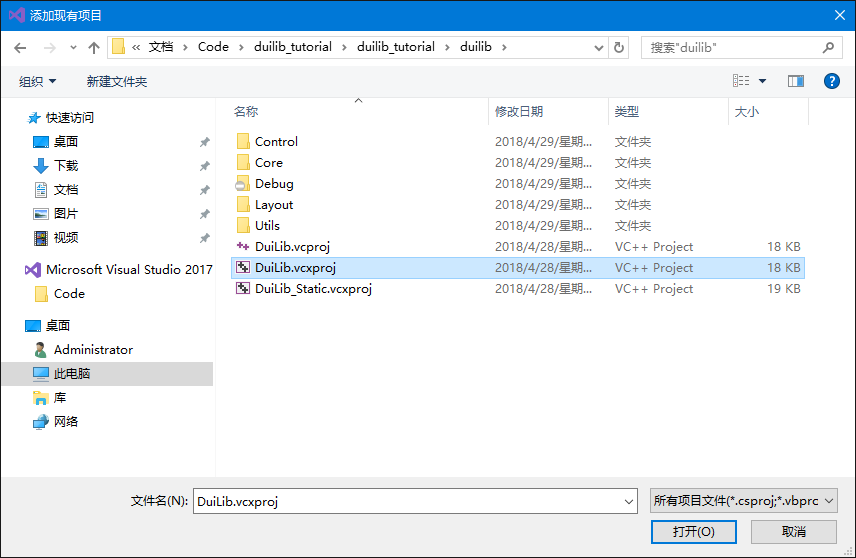 添加现有项目
« 文档 › Code › duilib_tutorial › duilib_tutorial › duilib ›
搜索"duilib"
组织
新建文件夹
名称 修改日期 类型 大小
Control 2018/4/29/星期... 文件夹
Core 2018/4/29/星期... 文件夹
Debug 2018/4/29/星期... 文件夹
Layout 2018/4/29/星期... 文件夹
Utils 2018/4/29/星期... 文件夹
DuiLib.vcproj 2018/4/28/星期... VC++ Project 18 KB
DuiLib.vcxproj 2018/4/28/星期... VC++ Project 18 KB
DuiLib_Static.vcxproj 2018/4/28/星期... VC++ Project 19 KB
快速访问
桌面
下载
文档
图片
视频
Microsoft Visual Studio 2017
Code
桌面
Administrator
此电脑
库
网络
文件名(N): DuiLib.vcxproj
所有项目文件(*.csproj;*.vbprc
打开(O)
取消